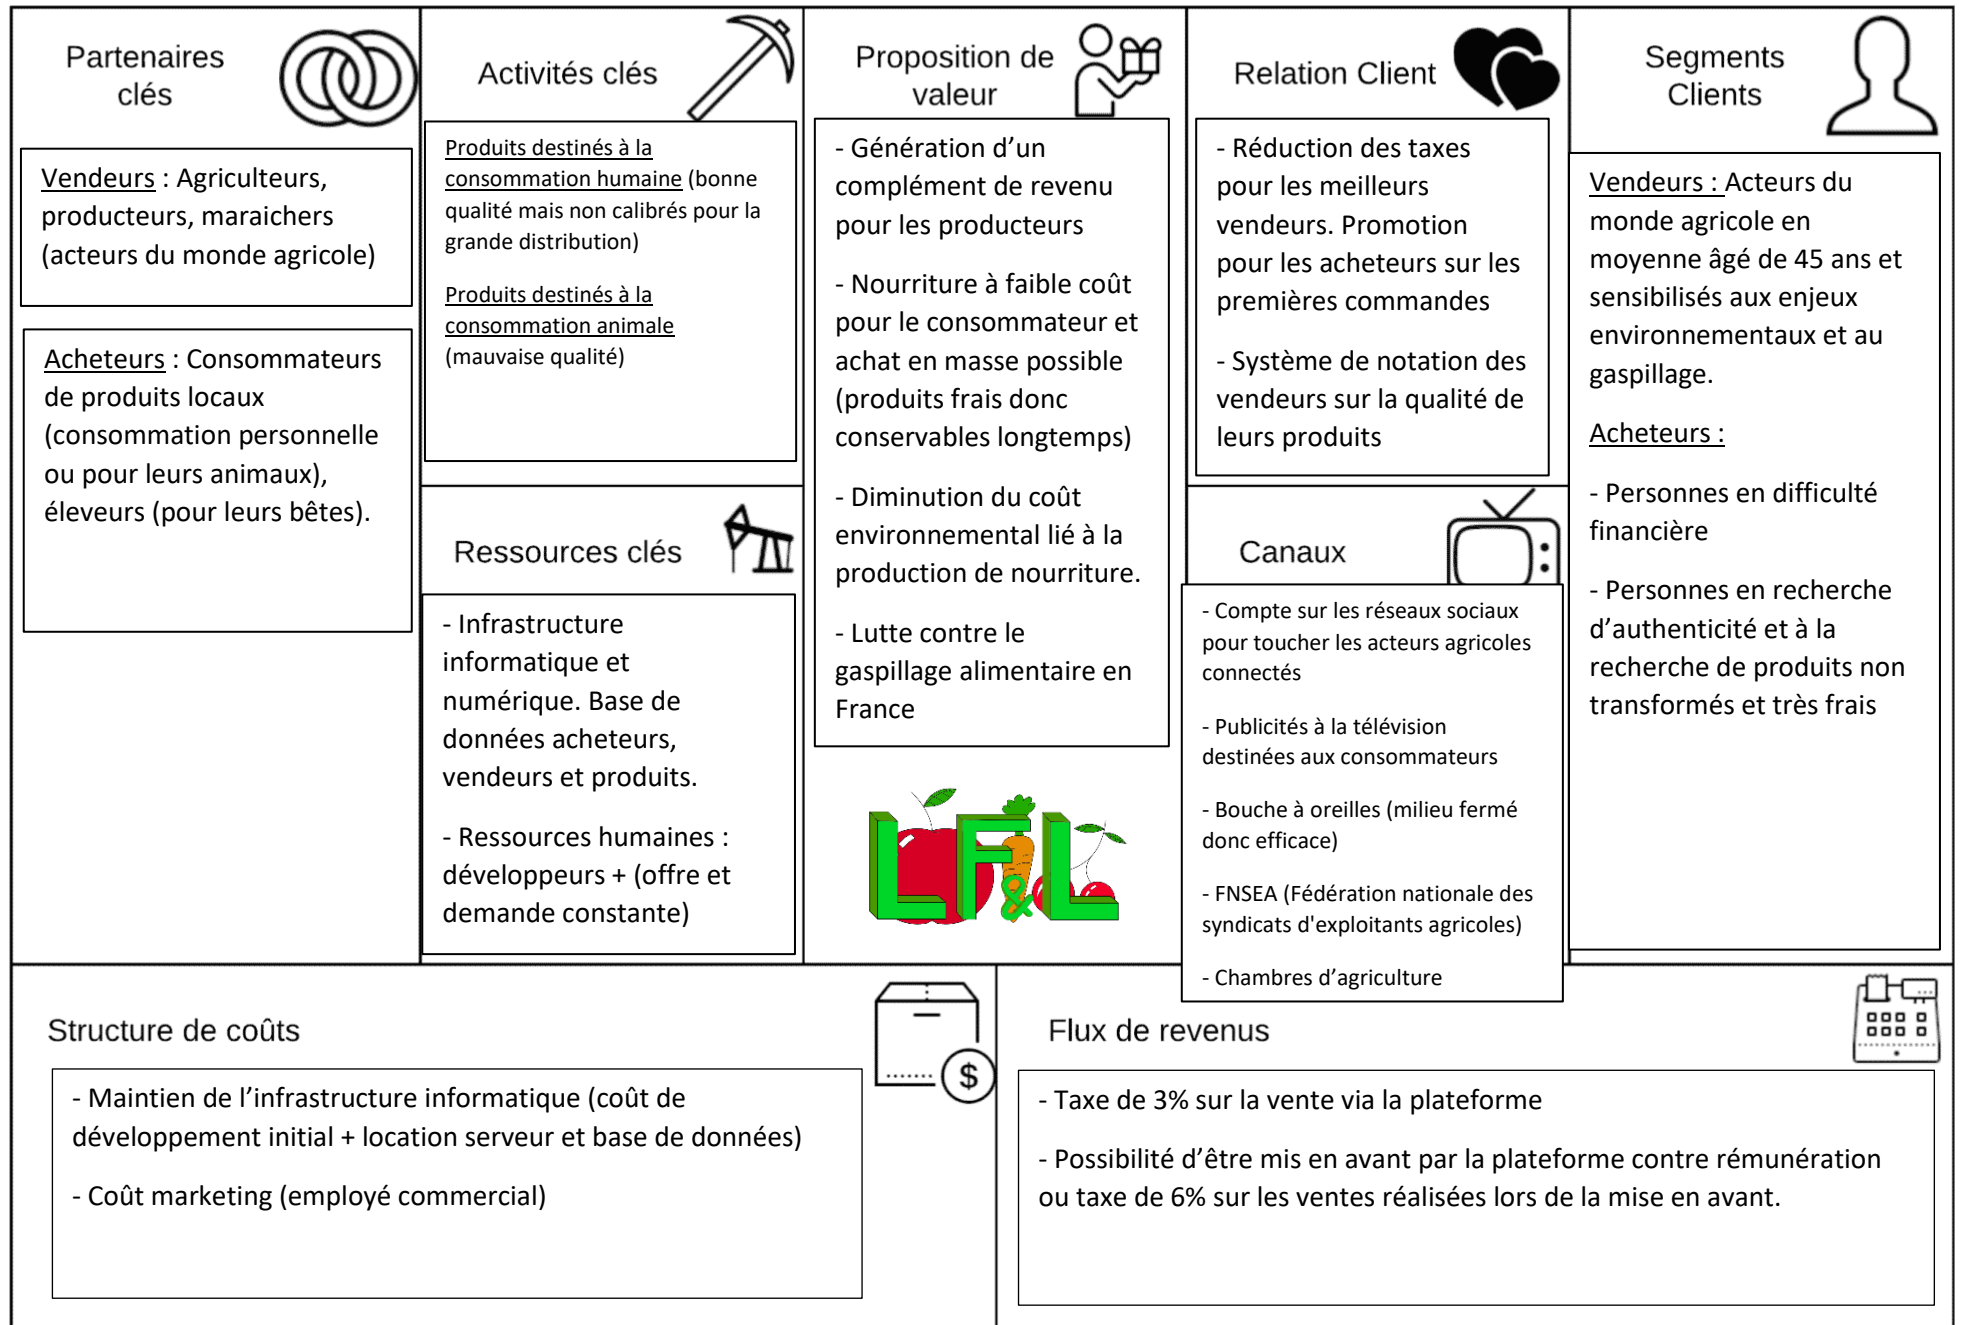 Partenaires
clés
Vendeurs : Agriculteurs,
producteurs, maraichers
(acteurs du monde agricole)
Acheteurs : Consommateurs
de produits locaux
(consommation personnelle
ou pour leurs animaux),
éleveurs (pour leurs bêtes).
Activités clés
Produits destinés à la
consommation humaine (bonne
qualité mais non calibrés pour la
grande distribution)
Produits destinés à la
consommation animale
(mauvaise qualité)
Ressources clés
- Infrastructure
informatique et
numérique. Base de
données acheteurs,
vendeurs et produits.
- Ressources humaines :
développeurs + (offre et
demande constante)
Proposition de
valeur
- Génération d’un
complément de revenu
pour les producteurs
- Nourriture à faible coût
pour le consommateur et
achat en masse possible
(produits frais donc
conservables longtemps)
- Diminution du coût
environnemental lié à la
production de nourriture.
- Lutte contre le
gaspillage alimentaire en
France
LF&L
Relation Client
- Réduction des taxes
pour les meilleurs
vendeurs. Promotion
pour les acheteurs sur les
premières commandes
- Système de notation des
vendeurs sur la qualité de
leurs produits
Canaux
- Compte sur les réseaux sociaux
pour toucher les acteurs agricoles
connectés
- Publicités à la télévision
destinées aux consommateurs
- Bouche à oreilles (milieu fermé
donc efficace)
- FNSEA (Fédération nationale des
syndicats d'exploitants agricoles)
- Chambres d’agriculture
Segments
Clients
Vendeurs : Acteurs du
monde agricole en
moyenne âgé de 45 ans et
sensibilisés aux enjeux
environnementaux et au
gaspillage.
Acheteurs :
- Personnes en difficulté
financière
- Personnes en recherche
d’authenticité et à la
recherche de produits non
transformés et très frais
Structure de coûts
$
- Maintien de l’infrastructure informatique (coût de
développement initial + location serveur et base de données)
- Coût marketing (employé commercial)
Flux de revenus
- Taxe de 3% sur la vente via la plateforme
- Possibilité d’être mis en avant par la plateforme contre rémunération
ou taxe de 6% sur les ventes réalisées lors de la mise en avant.